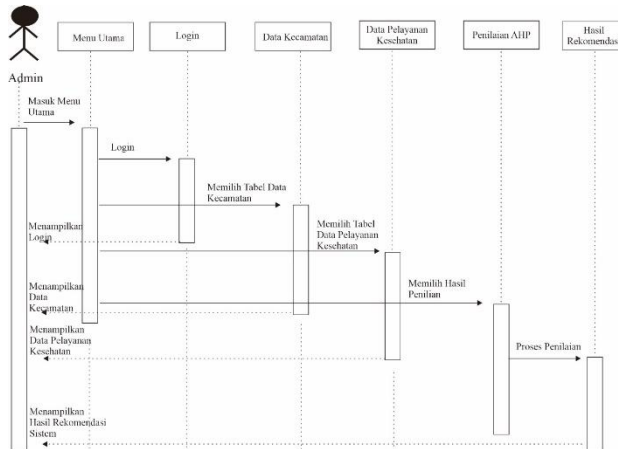 Menu Utama
Login
Data Kecamatan
Data Pelayanan
Kesehatan
Penilaian AHP
Hasil
Rekomendasi
Admin
Masuk Menu
Utama
Login
Memilih Tabel Data
Kecamatan
Menampilkan
Login
Memilih Tabel
Data Pelayanan
Kesehatan
Menampilkan
Data
Kecamatan
Memilih Hasil
Penilian
Menampilkan
Data Pelayanan
Kesehatan
Proses Penilaian
Menampilkan
Hasil Rekomendasi
Sistem